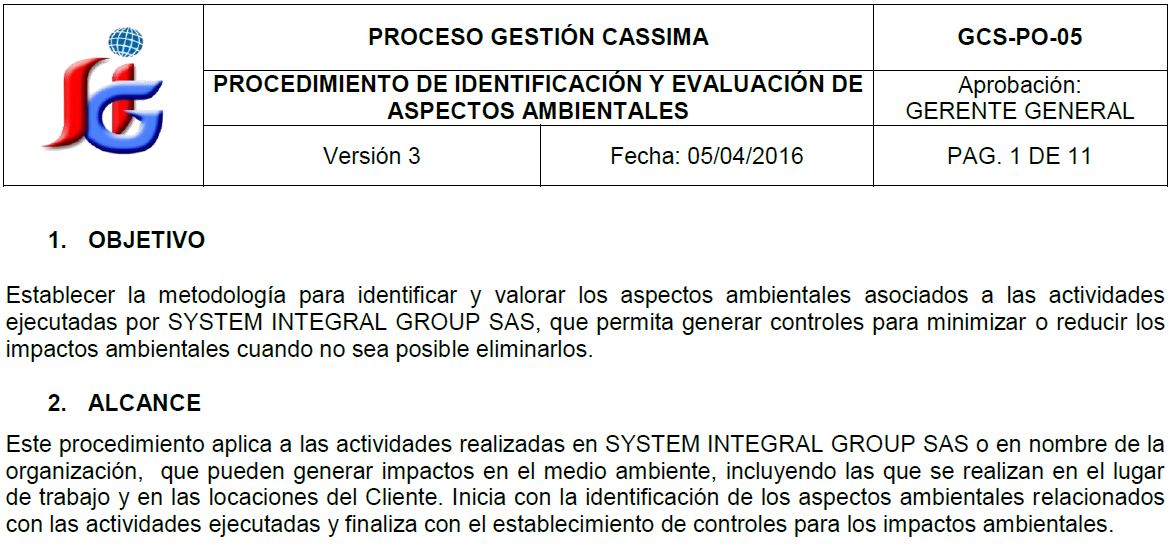 SIG
PROCESO GESTIÓN CASSIMA
GCS-PO-05
PROCEDIMIENTO DE IDENTIFICACIÓN Y EVALUACIÓN DE
ASPECTOS AMBIENTALES
Aprobación:
GERENTE GENERAL
Versión 3
Fecha: 05/04/2016
PAG. 1 DE 11
1. OBJETIVO
Establecer la metodología para identificar y valorar los aspectos ambientales asociados a las actividades
ejecutadas por SYSTEM INTEGRAL GROUP SAS, que permita generar controles para minimizar o reducir los
impactos ambientales cuando no sea posible eliminarlos.
2. ALCANCE
Este procedimiento aplica a las actividades realizadas en SYSTEM INTEGRAL GROUP SAS o en nombre de la
organización, que pueden generar impactos en el medio ambiente, incluyendo las que se realizan en el lugar
de trabajo y en las locaciones del Cliente. Inicia con la identificación de los aspectos ambientales relacionados
con las actividades ejecutadas y finaliza con el establecimiento de controles para los impactos ambientales.